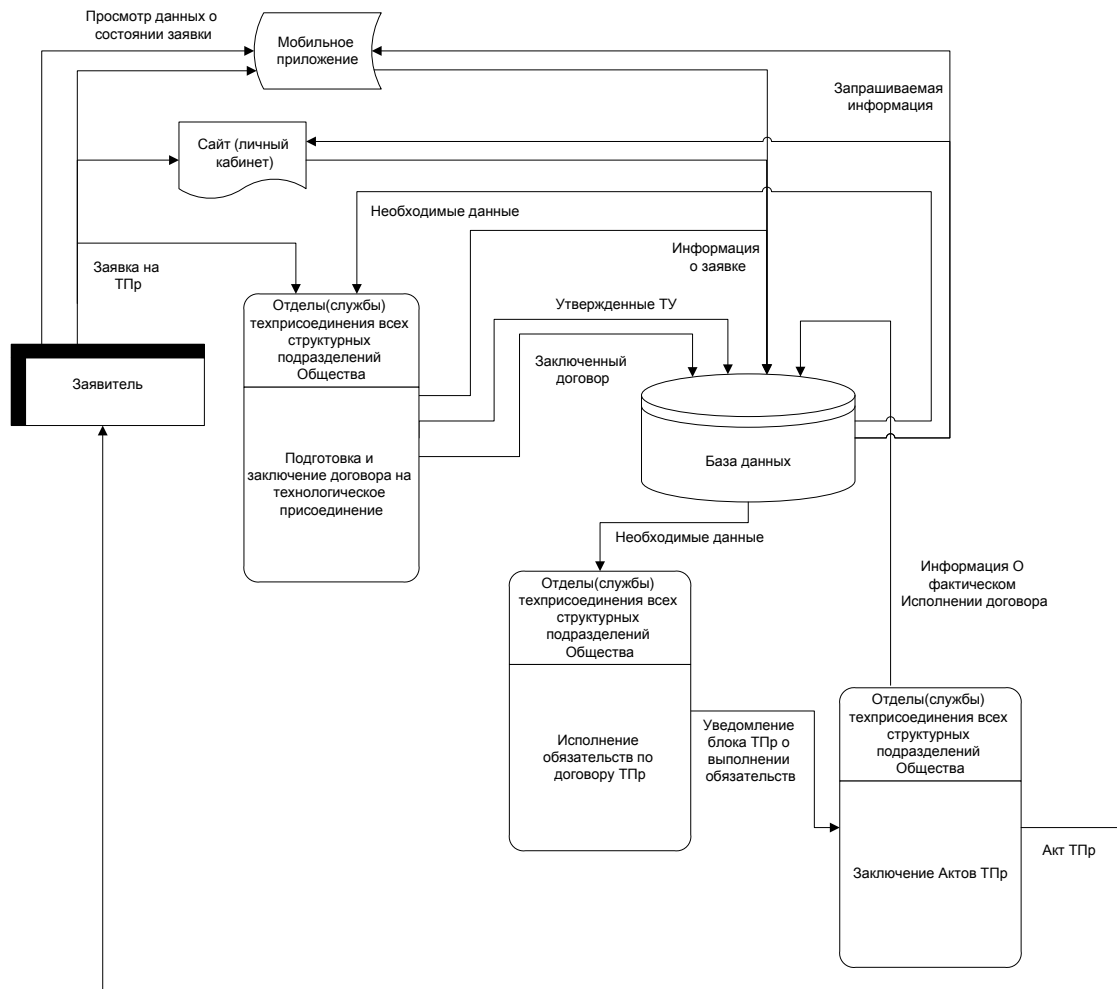 Просмотр данных о
состоянии заявки
Мобильное
приложение
Запрашиваемая
информация
Сайт (личный
кабинет)
Необходимые данные
Информация
о заявке
Заявка на
ТПр
Отделы(службы)
техприсоединения всех
структурных
подразделений
Общества
Утвержденные ТУ
Заключенный
договор
Заявитель
Подготовка и
заключение договора на
технологическое
присоединение
База данных
Необходимые данные
Отделы(службы)
техприсоединения всех
структурных
подразделений
Общества
Информация О
фактическом
Исполнении договора
Исполнение
обязательств по
договору ТПр
Уведомление
блока ТПр о
выполнении
обязательств
Отделы(службы)
техприсоединения всех
структурных
подразделений
Общества
Заключение Актов ТПр
Акт ТПр